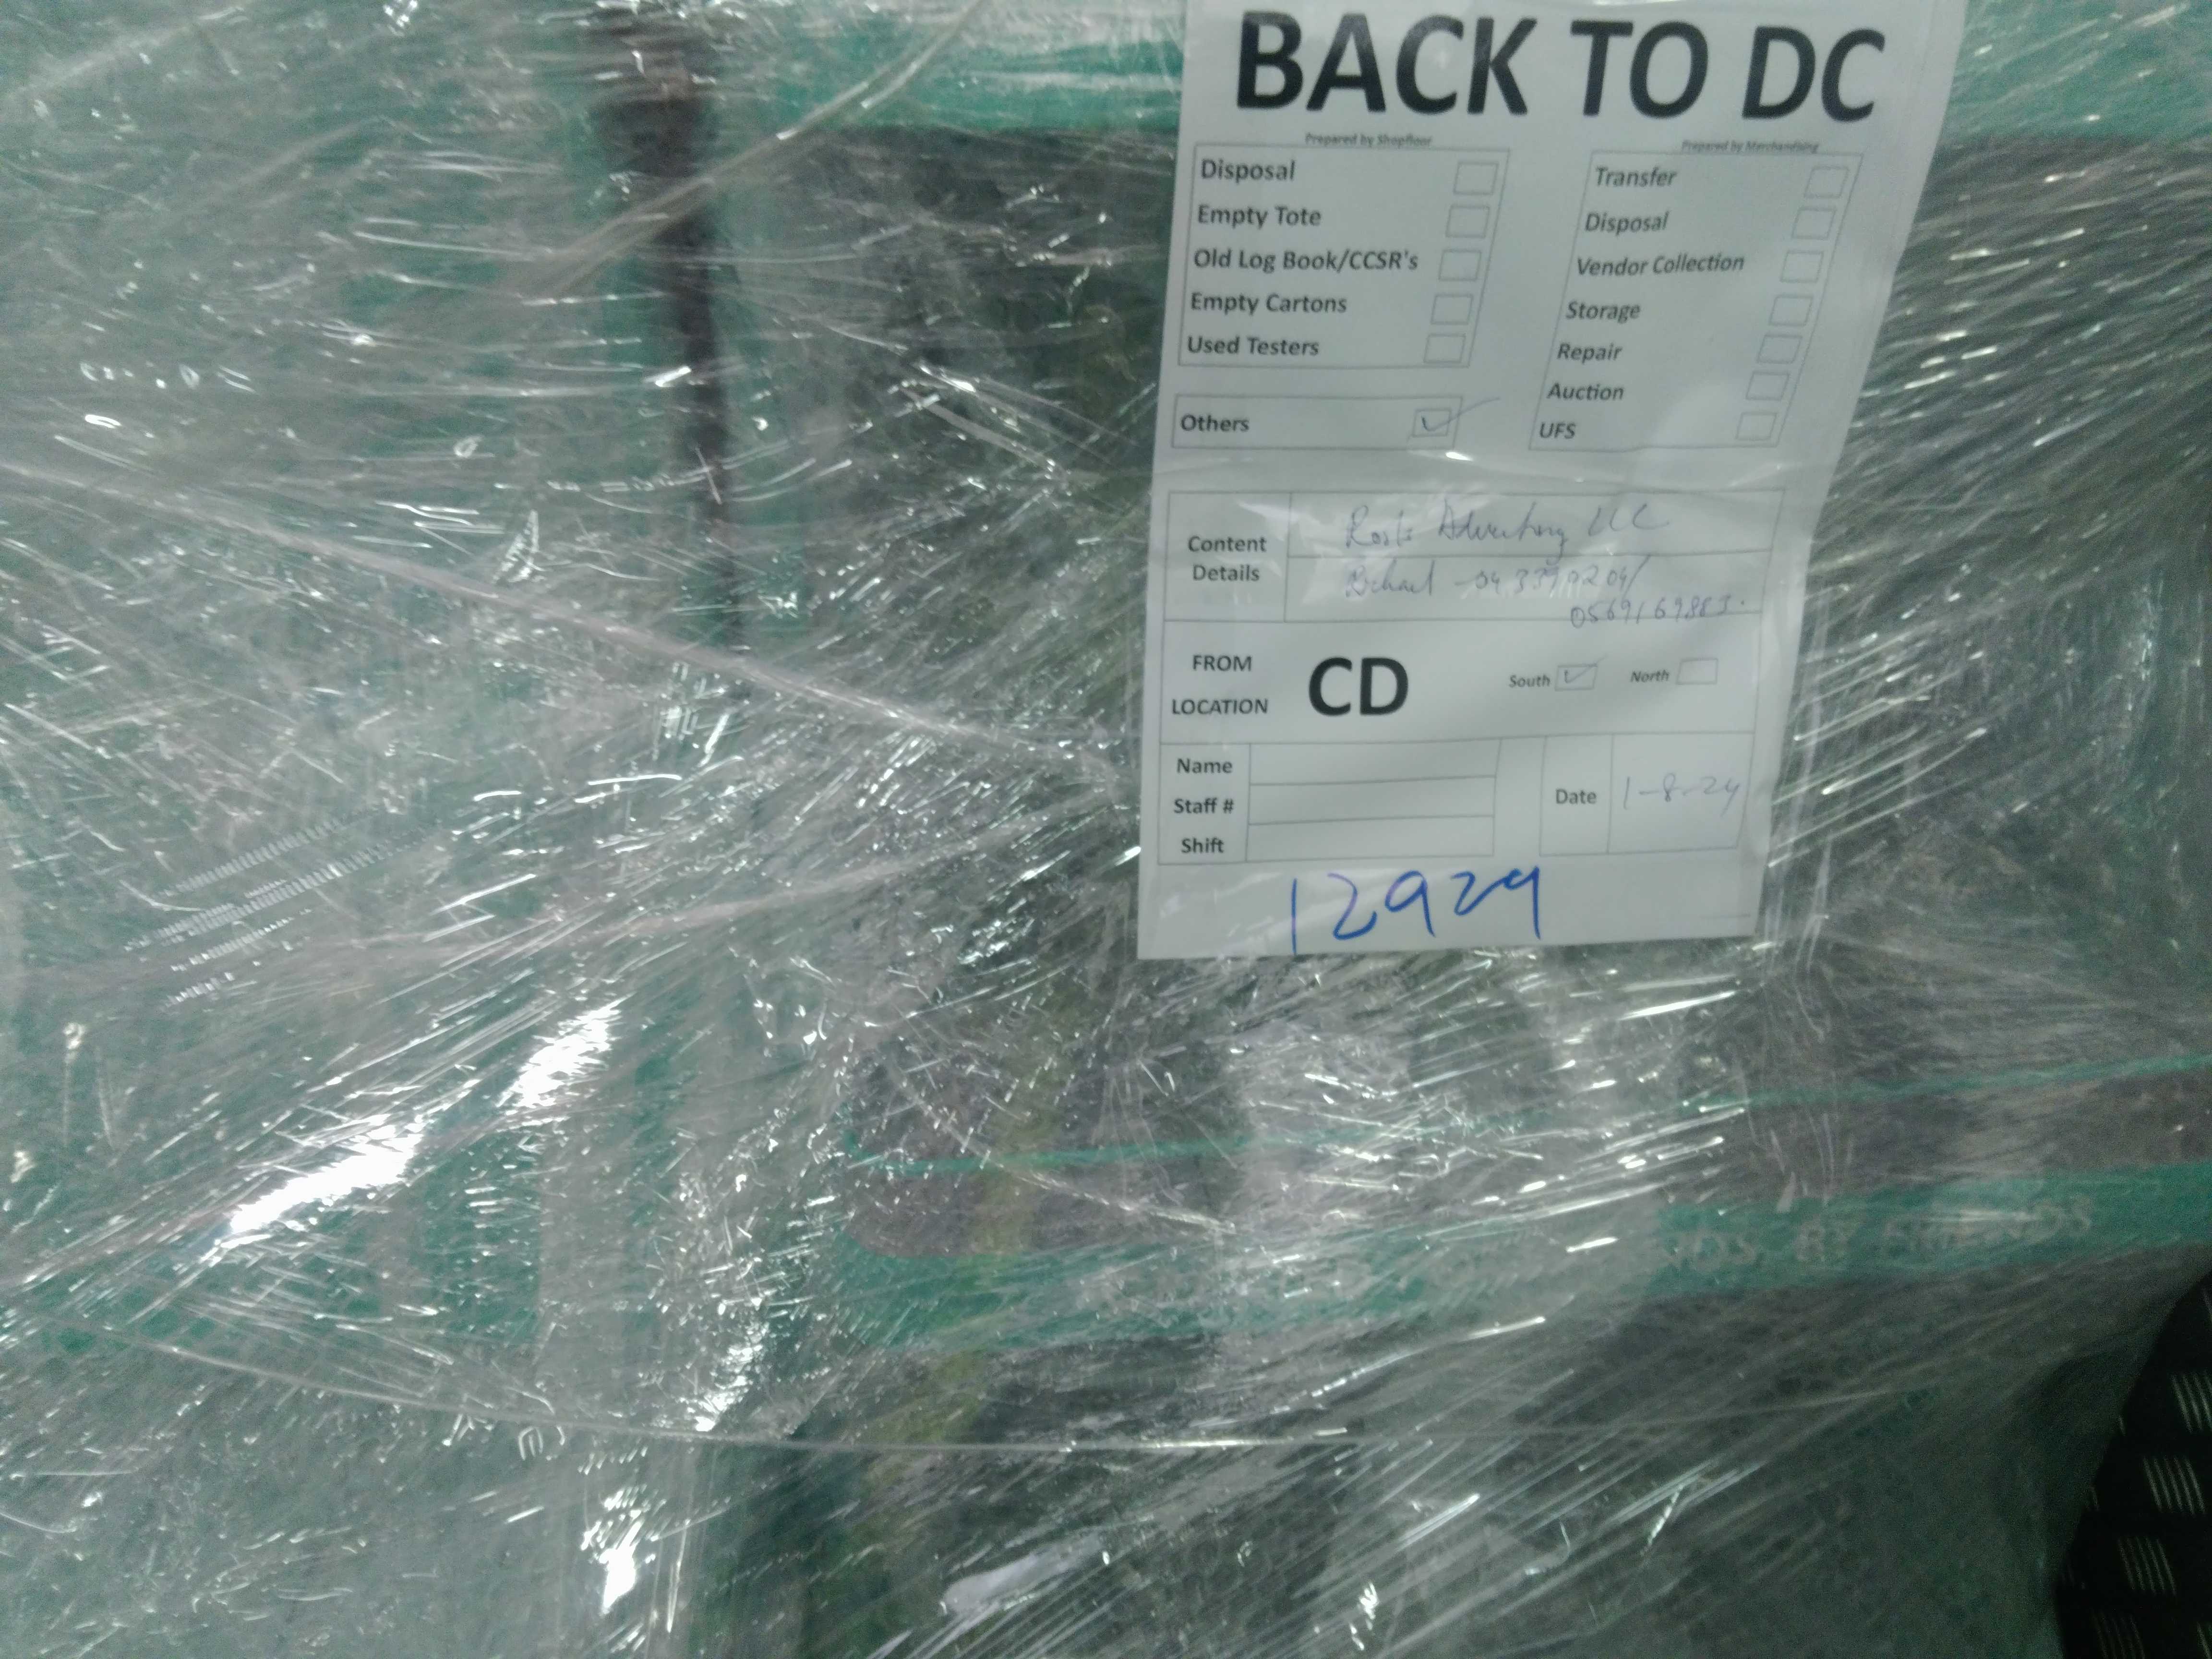 BACK TO DC
Prepared by Shopfloor
Disposal
Empty Tote
Old Log Book/CCSR's
Empty Cartons
Used Testers
Others
Prepared by Merchandising
Transfer
Disposal
Vendor Collection
Storage
Repair
Auction
UFS
Content
Details
Advertising LLC
FROM
LOCATION
CD
South
North
Name
Staff #
Shift
Date
1-8-24
12929